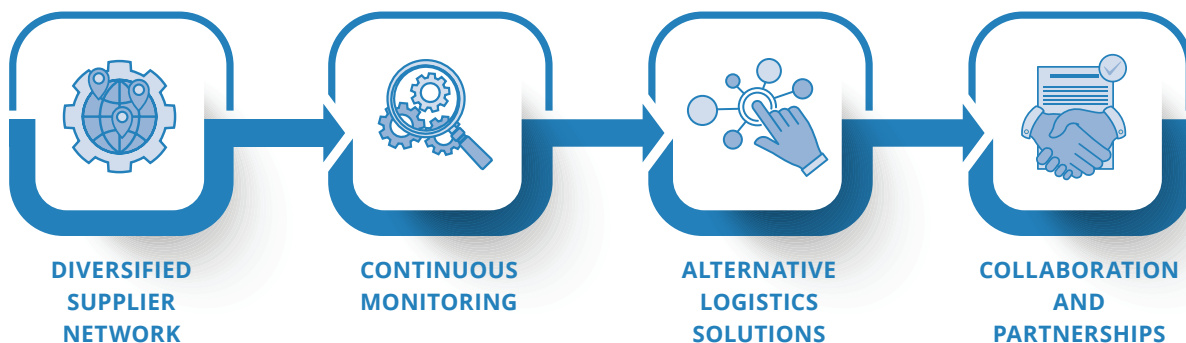 DIVERSIFIED
SUPPLIER
NETWORK
CONTINUOUS
MONITORING
ALTERNATIVE
LOGISTICS
SOLUTIONS
COLLABORATION
AND
PARTNERSHIPS